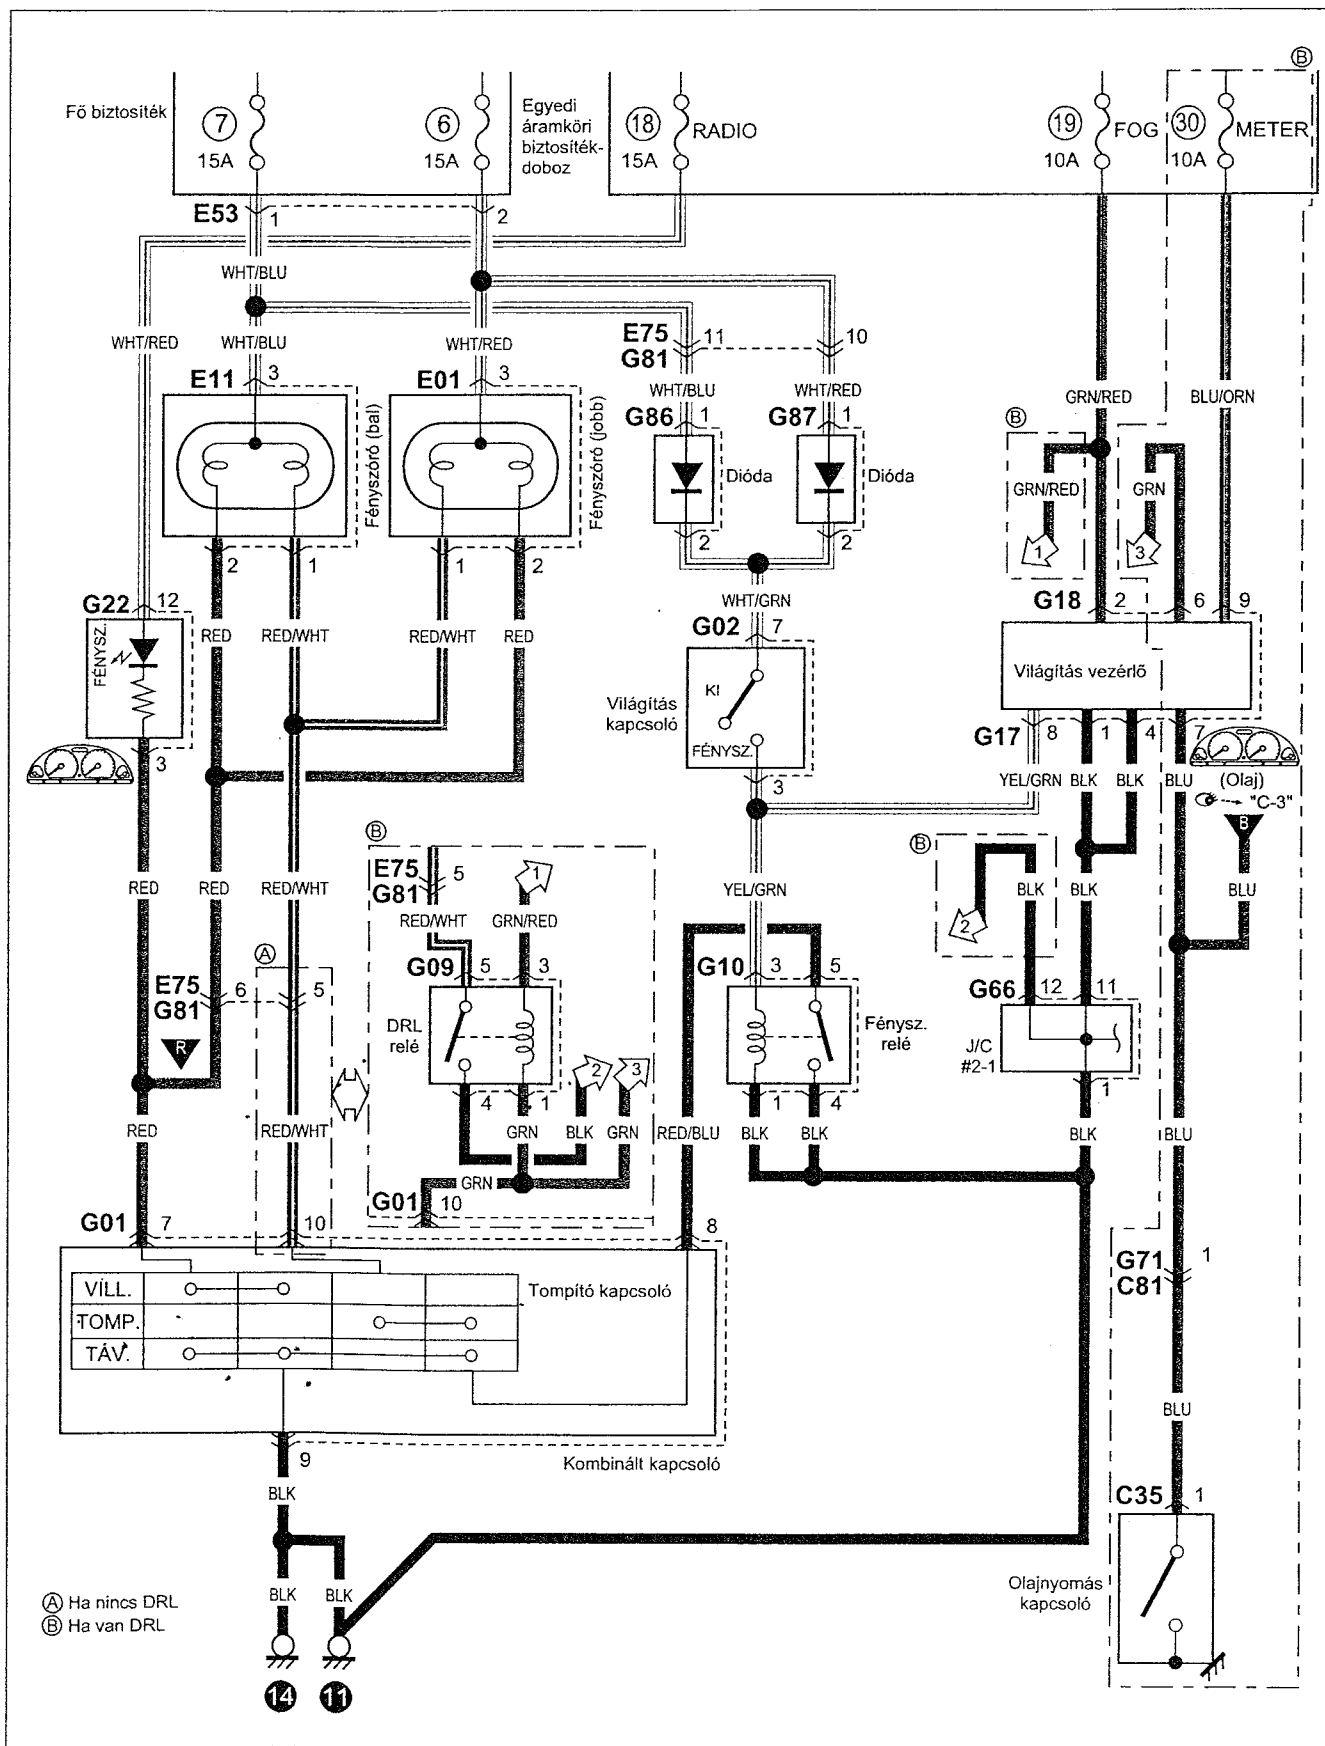 Ⓑ
Fő biztosíték
7
15A
6
15A
Egyedi
áramköri
biztosíték-
doboz
18
15A
RADIO
19
10A
FOG
30
10A
METER
E53
1
2
WHT/BLU
WHT/RED
WHT/BLU
WHT/RED
E75
G81
11
10
E11
3
E01
3
WHT/BLU
WHT/RED
GRN/RED
BLU/ORN
G86
1
G87
1
Ⓑ
Fényszóró (bal)
Fényszóró (jobb)
Dióda
Dióda
GRN/RED
GRN
2
1
1
2
2
2
1
3
WHT/GRN
G22
12
G02
7
G18
2
6
9
RED
RED/WHT
RED/WHT
RED
FÉNYSZ.
Világítás
kapcsoló
KI
FÉNYSZ.
Világítás vezérlő
3
G17
8
1
4
7
3
YEL/GRN
BLK
BLK
BLU
(Olaj)
"C-3"
B
Ⓑ
Ⓑ
E75
G81
5
1
RED
RED
RED/WHT
YEL/GRN
BLK
BLK
BLU
RED/WHT
GRN/RED
2
Ⓐ
G09
5
3
G10
3
5
E75
G81
6
5
G66
12
11
R
DRL
relé
Fénysz.
relé
J/C
#2-1
2
3
4
1
1
4
1
RED
RED/WHT
GRN
BLK
GRN
RED/BLU
BLK
BLK
BLK
BLU
GRN
G01
10
G01
7
10
8
G71
C81
1
VÍLL.
TOMP.
TÁV.
Tompító kapcsoló
BLU
9
Kombinált kapcsoló
BLK
C35
1
Olajnyomás
kapcsoló
BLK
BLK
Ⓐ Ha nincs DRL
Ⓑ Ha van DRL
14
11